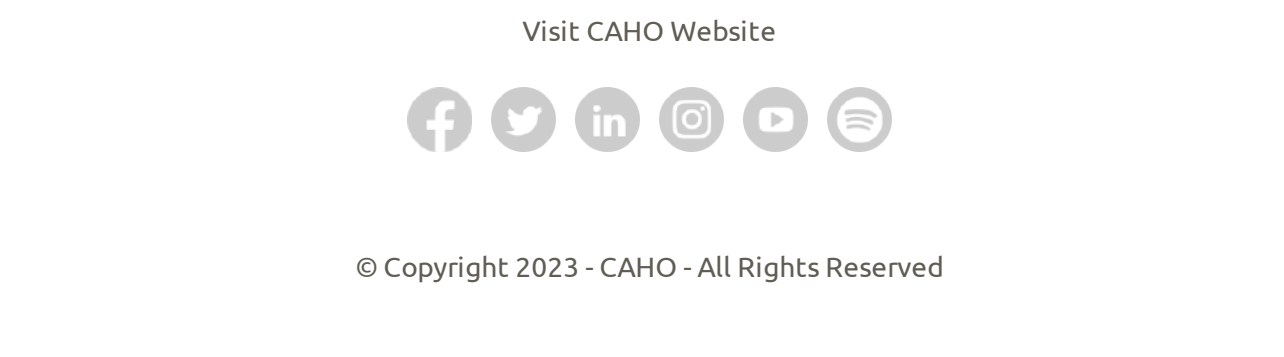 Visit CAHO Website
© Copyright 2023 - CAHO - All Rights Reserved